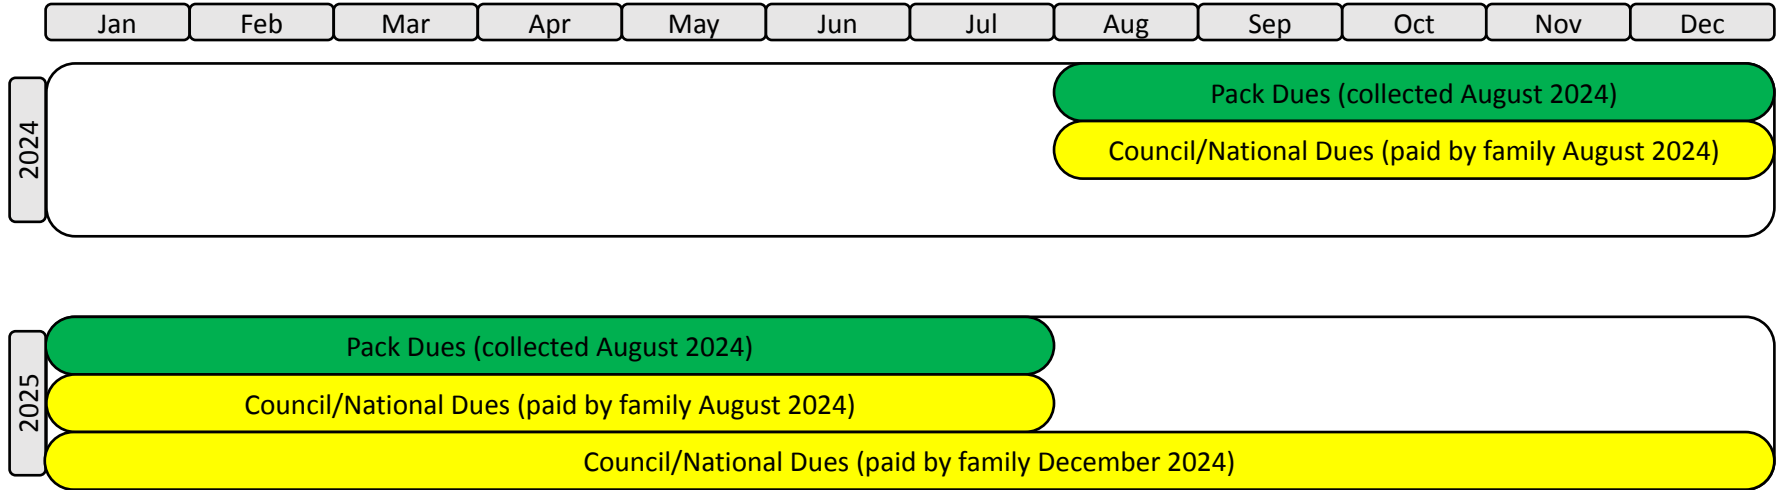 Jan Feb Mar Apr May Jun Jul Aug Sep Oct Nov Dec
2024
Pack Dues (collected August 2024)
Council/National Dues (paid by family August 2024)
2025
Pack Dues (collected August 2024)
Council/National Dues (paid by family August 2024)
Council/National Dues (paid by family December 2024)